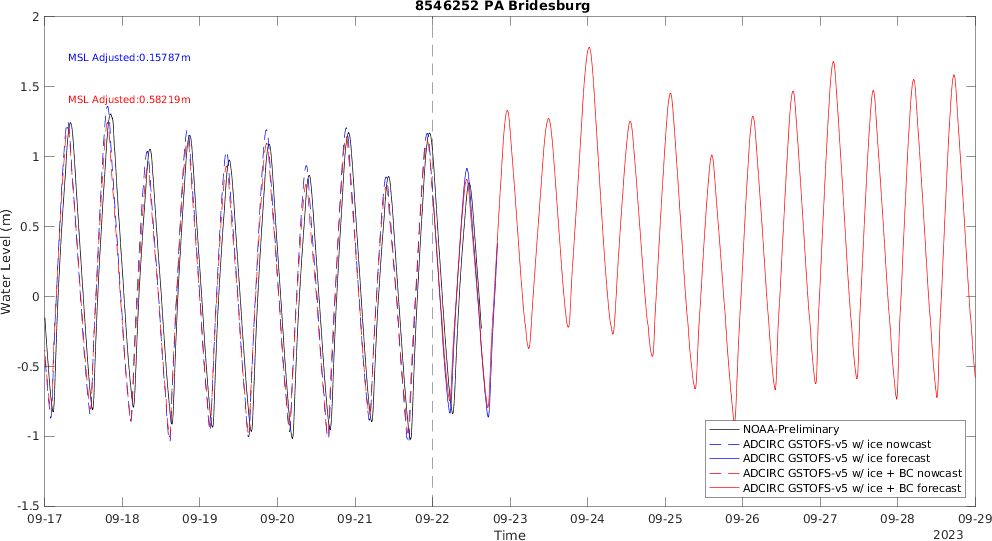 8546252 PA Bridesburg
2
1.5
1
0.5
0
-0.5
-1
-1.5
Water Level (m)
MSL Adjusted:0.15787m
MSL Adjusted:0.58219m
NOAA-Preliminary
ADCIRC GSTOFS-v5 w/ ice nowcast
ADCIRC GSTOFS-v5 w/ ice forecast
ADCIRC GSTOFS-v5 w/ ice + BC nowcast
ADCIRC GSTOFS-v5 w/ ice + BC forecast
09-17 09-18 09-19 09-20 09-21 09-22 09-23 09-24 09-25 09-26 09-27 09-28 09-29
Time
2023